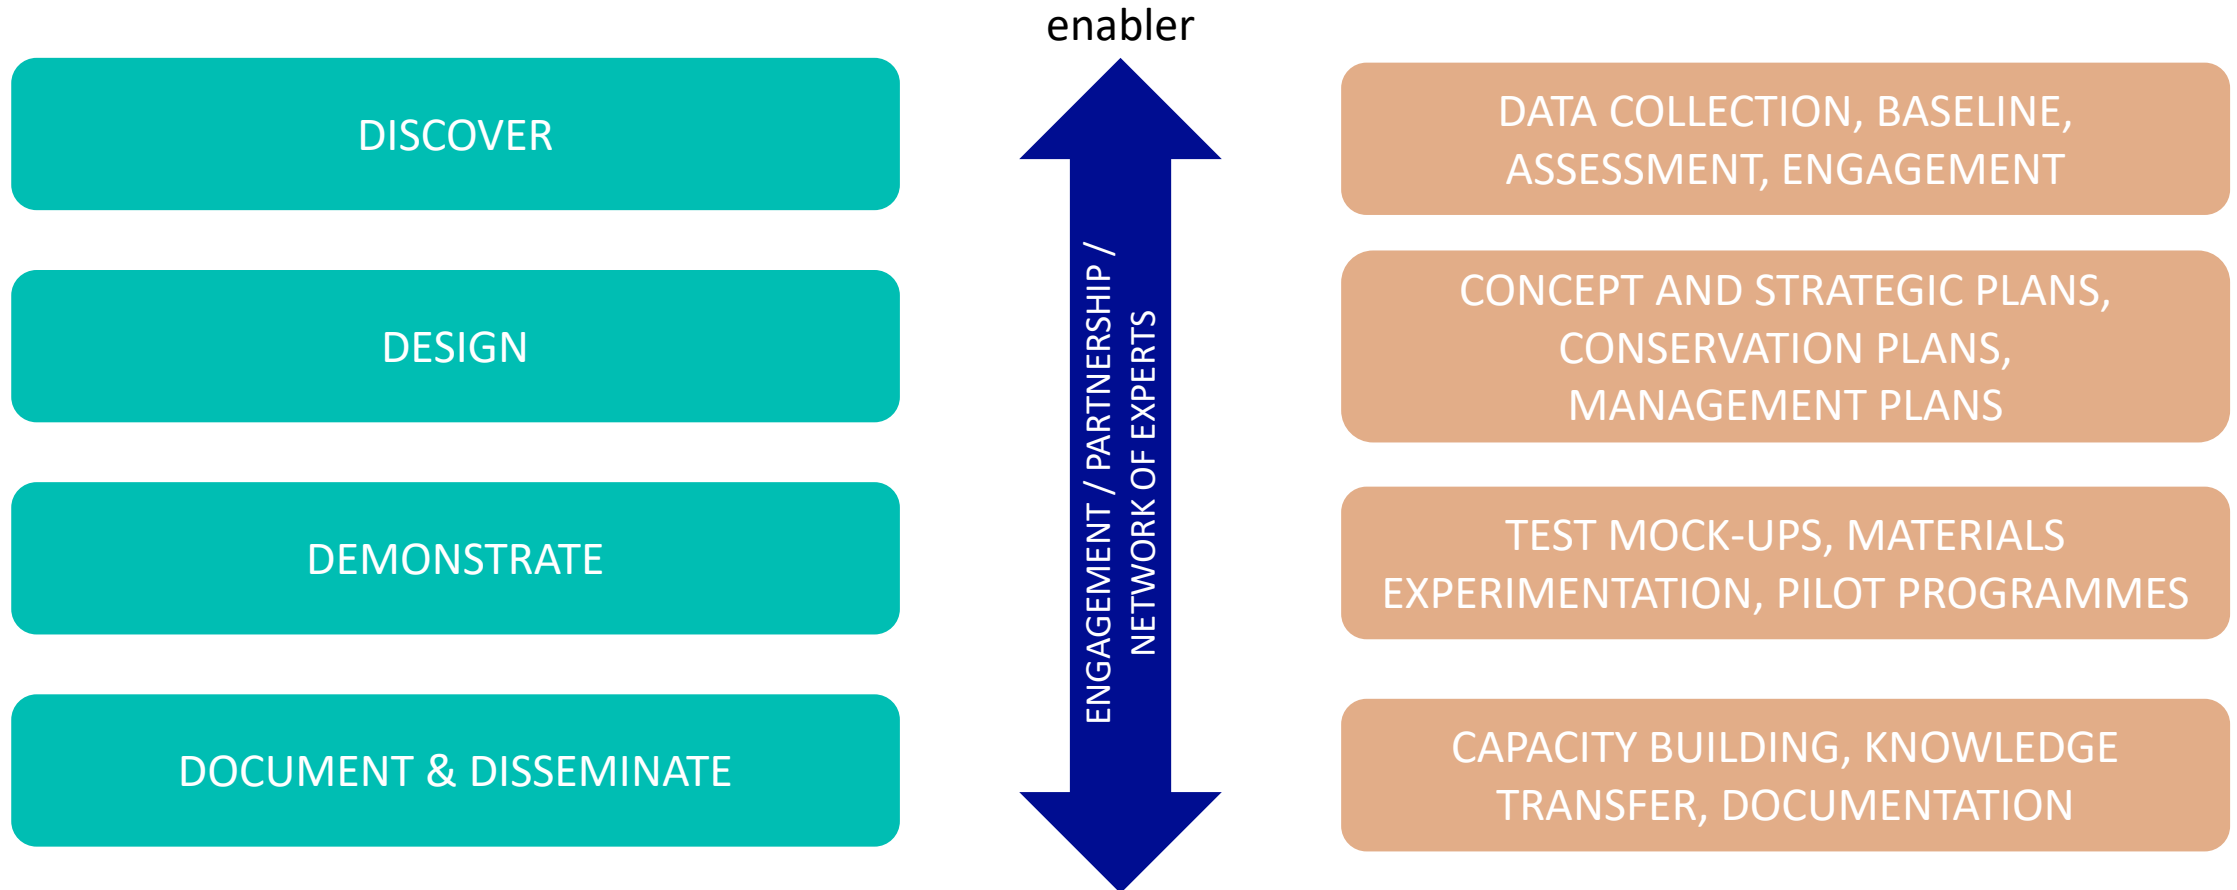 enabler
DISCOVER
DATA COLLECTION, BASELINE,
ASSESSMENT, ENGAGEMENT
DESIGN
CONCEPT AND STRATEGIC PLANS,
CONSERVATION PLANS,
MANAGEMENT PLANS
ENGAGEMENT / PARTNERSHIP /
NETWORK OF EXPERTS
DEMONSTRATE
TEST MOCK-UPS, MATERIALS
EXPERIMENTATION, PILOT PROGRAMMES
DOCUMENT & DISSEMINATE
CAPACITY BUILDING, KNOWLEDGE
TRANSFER, DOCUMENTATION